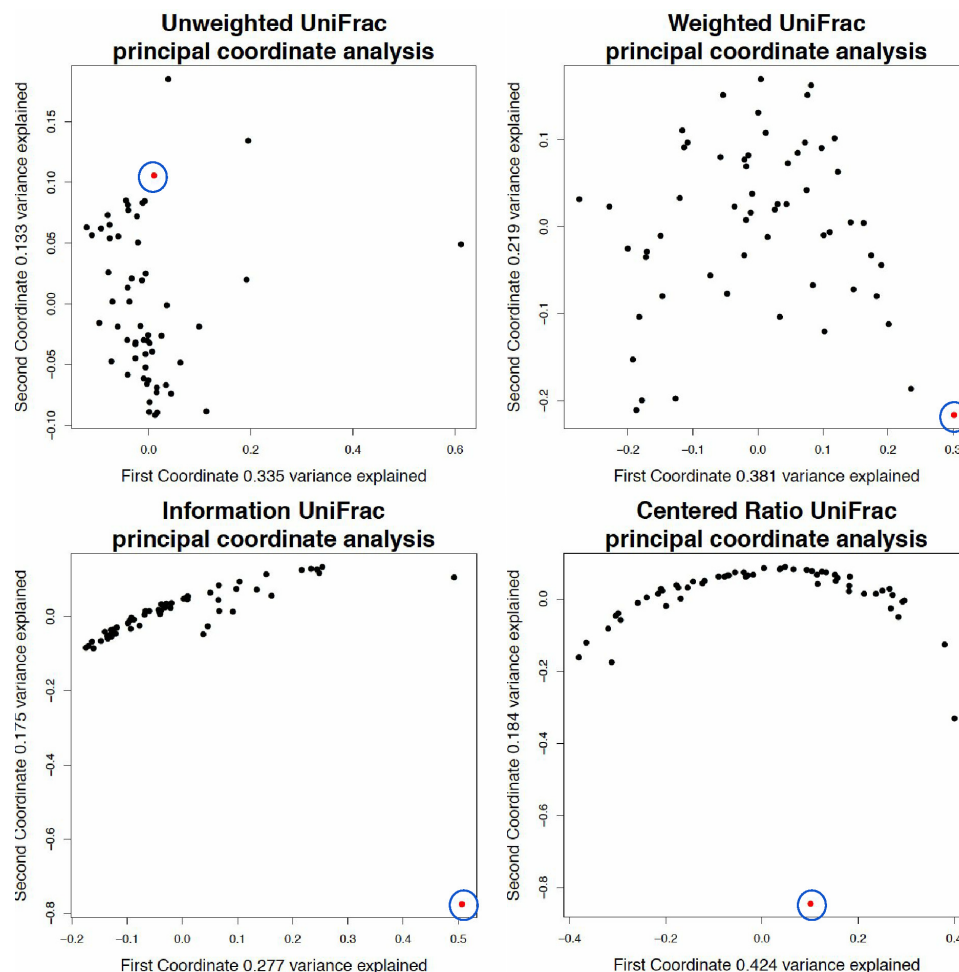 Unweighted UniFrac
principal coordinate analysis
Second Coordinate 0.133 variance explained
0.15
0.10
0.05
0.00
−0.05
−0.10
0.0
0.2
0.4
0.6
First Coordinate 0.335 variance explained
Weighted UniFrac
principal coordinate analysis
Second Coordinate 0.219 variance explained
0.1
0.0
−0.1
−0.2
−0.2
−0.1
0.0
0.1
0.2
0.3
First Coordinate 0.381 variance explained
Information UniFrac
principal coordinate analysis
Second Coordinate 0.175 variance explained
0.0
−0.2
−0.4
−0.6
−0.8
−0.2
−0.1
0.0
0.1
0.2
0.3
0.4
0.5
First Coordinate 0.277 variance explained
Centered Ratio UniFrac
principal coordinate analysis
Second Coordinate 0.184 variance explained
0.0
−0.2
−0.4
−0.6
−0.8
−0.4
−0.2
0.0
0.2
0.4
First Coordinate 0.424 variance explained